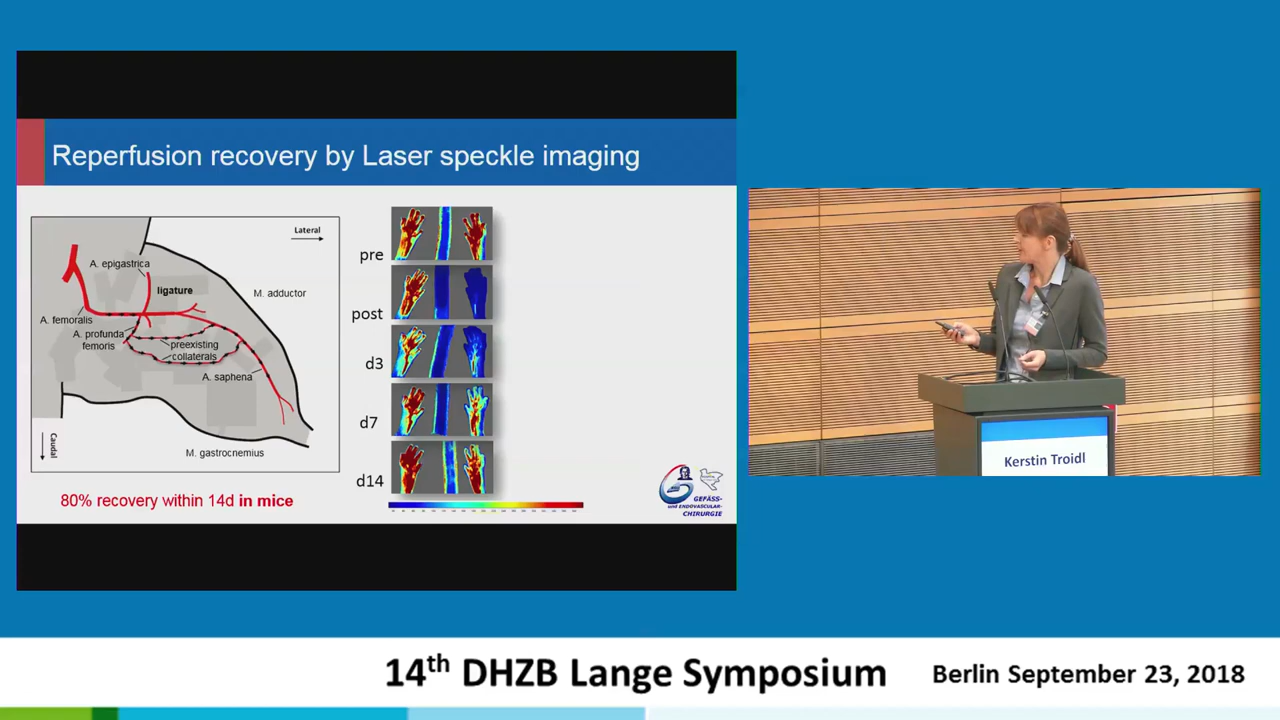 Reperfusion recovery by Laser speckle imaging
Lateral
A. epigastrica
ligature
M. adductor
A. femoralis
A. profunda
femoris
preexisting
collaterals
A. saphena
Caudal
M. gastrocnemius
80% recovery within 14d in mice
pre
post
d3
d7
d14
GEFÄSS-
und ENDOVASCULAR-
CHIRURGIE
Kerstin Troidl
14th DHZB Lange Symposium
Berlin September 23, 2018